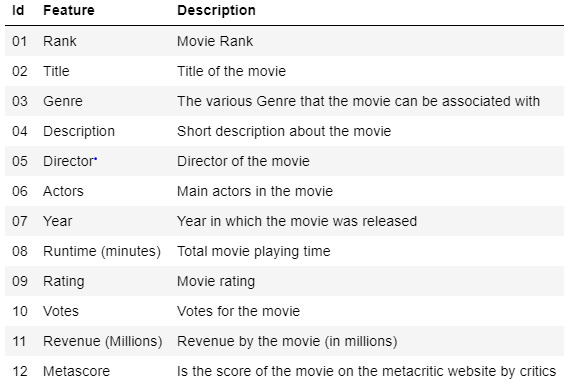 Id Feature Description
01 Rank Movie Rank
02 Title Title of the movie
03 Genre The various Genre that the movie can be associated with
04 Description Short description about the movie
05 Director Director of the movie
06 Actors Main actors in the movie
07 Year Year in which the movie was released
08 Runtime (minutes) Total movie playing time
09 Rating Movie rating
10 Votes Votes for the movie
11 Revenue (Millions) Revenue by the movie (in millions)
12 Metascore Is the score of the movie on the metacritic website by critics